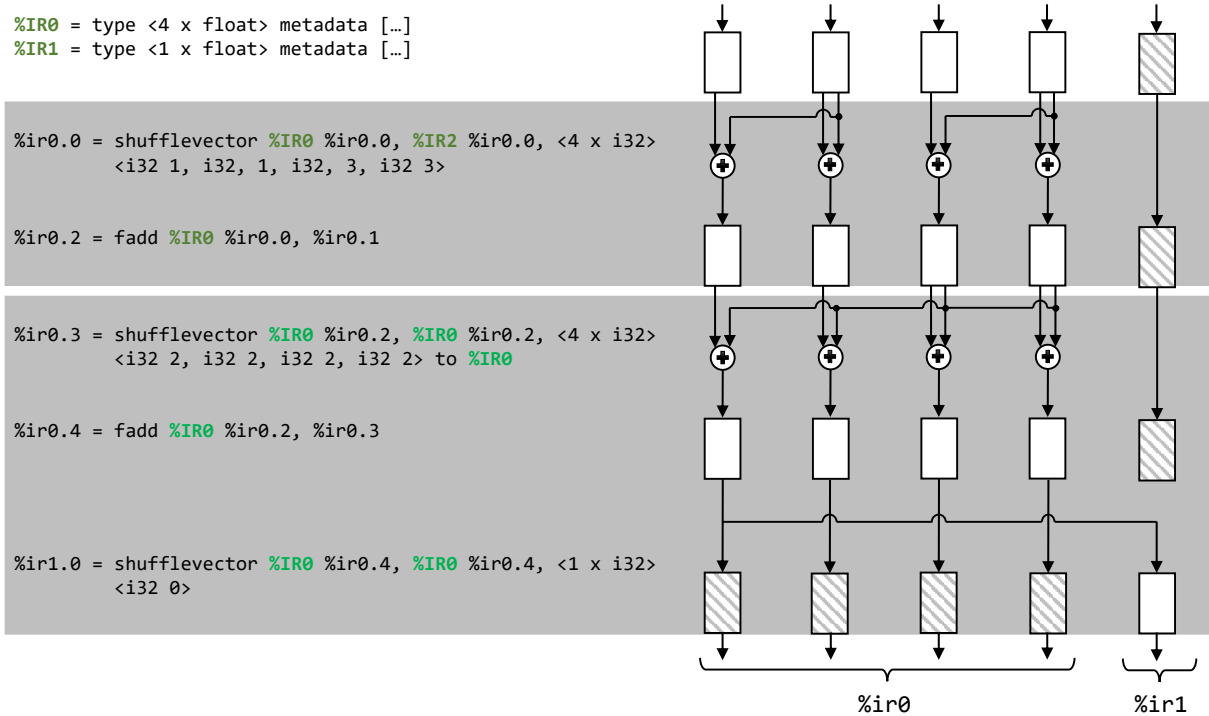 %IR0 = type <4 x float> metadata […]
%IR1 = type <1 x float> metadata […]
%ir0.0 = shufflevector %IR0 %ir0.0, %IR2 %ir0.0, <4 x i32>
<i32 1, i32, 1, i32, 3, i32 3>
%ir0.2 = fadd %IR0 %ir0.0, %ir0.1
%ir0.3 = shufflevector %IR0 %ir0.2, %IR0 %ir0.2, <4 x i32>
<i32 2, i32 2, i32 2, i32 2> to %IR0
%ir0.4 = fadd %IR0 %ir0.2, %ir0.3
%ir1.0 = shufflevector %IR0 %ir0.4, %IR0 %ir0.4, <1 x i32>
<i32 0>
%ir0 %ir1